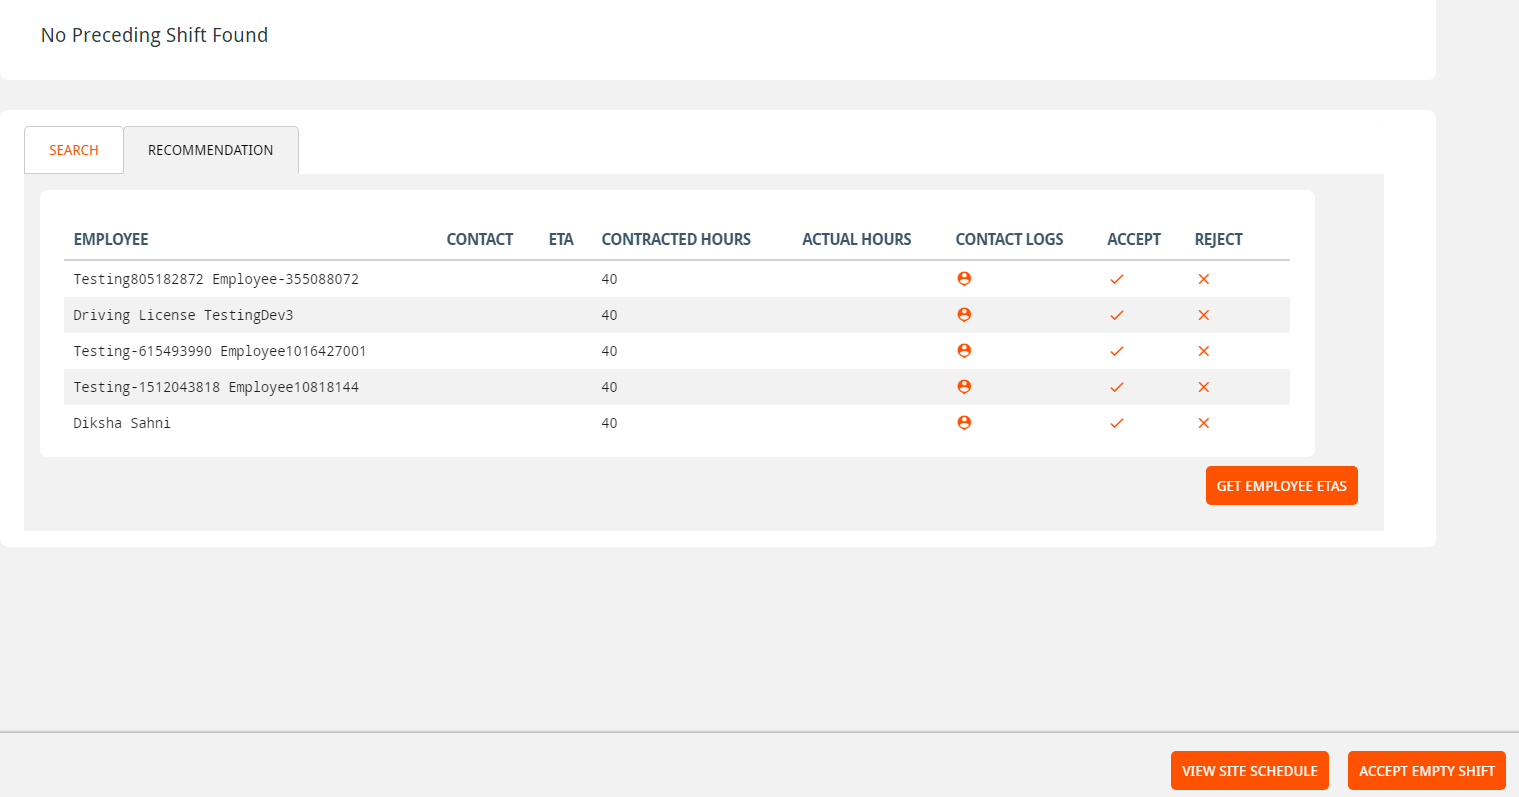 No Preceding Shift Found
SEARCH RECOMMENDATION
EMPLOYEE CONTACT ETA CONTRACTED HOURS ACTUAL HOURS CONTACT LOGS ACCEPT REJECT
Testing805182872 Employee-355088072 40
Driving License TestingDev3 40
Testing-615493990 Employee1016427001 40
Testing-1512043818 Employee10818144 40
Diksha Sahni 40
GET EMPLOYEE ETAS
VIEW SITE SCHEDULE ACCEPT EMPTY SHIFT